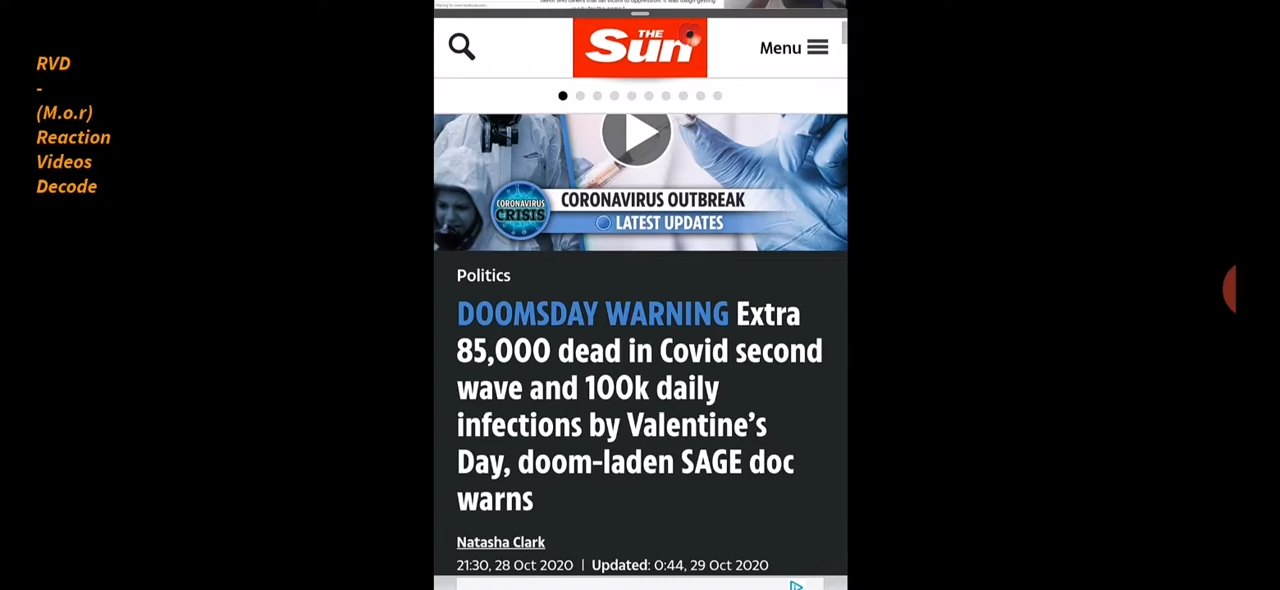 RVD
-
(M.o.r)
Reaction
Videos
Decode
THE
Sun
Menu
CORONAVIRUS
CRISIS
CORONAVIRUS OUTBREAK
LATEST UPDATES
Politics
DOOMSDAY WARNING Extra
85,000 dead in Covid second
wave and 100k daily
infections by Valentine’s
Day, doom-laden SAGE doc
warns
Natasha Clark
21:30, 28 Oct 2020 | Updated: 0:44, 29 Oct 2020